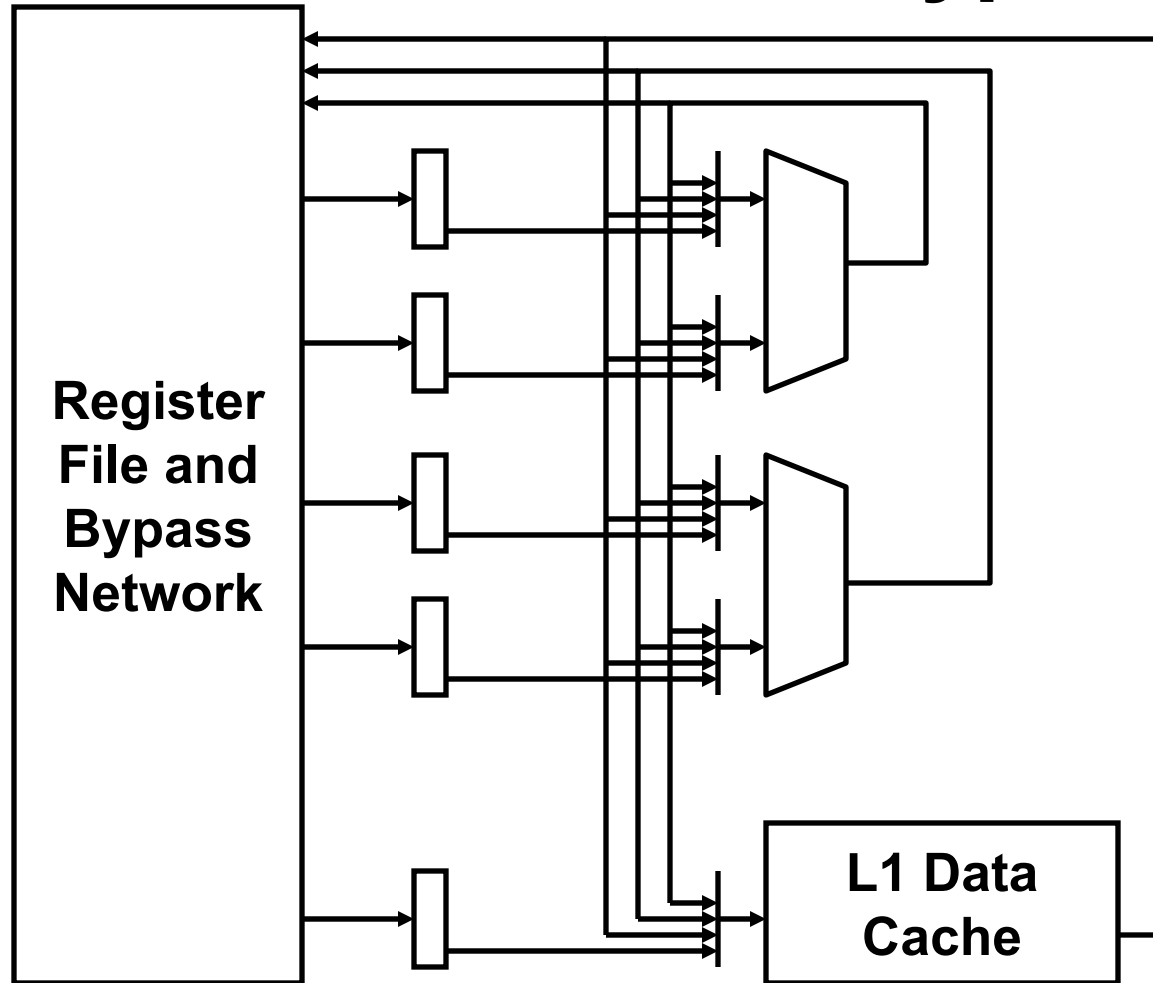 Register
File and
Bypass
Network
L1 Data
Cache